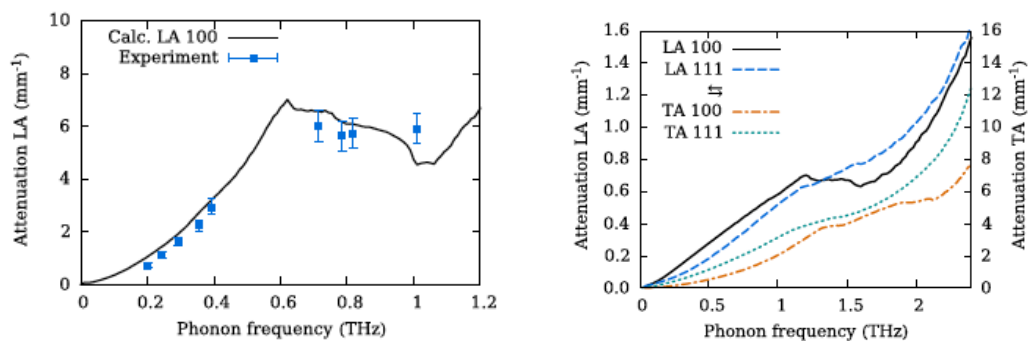 10
8
6
4
2
0
Attenuation LA (mm⁻¹)
Calc. LA 100
Experiment
0 0.2 0.4 0.6 0.8 1 1.2
Phonon frequency (THz)
1.6
1.4
1.2
1.0
0.8
0.6
0.4
0.2
0.0
Attenuation LA (mm⁻¹)
LA 100
LA 111
⇆
TA 100
TA 111
0.0 0.5 1 1.5 2
Phonon frequency (THz)
16
14
12
10
8
6
4
2
0
Attenuation TA (mm⁻¹)